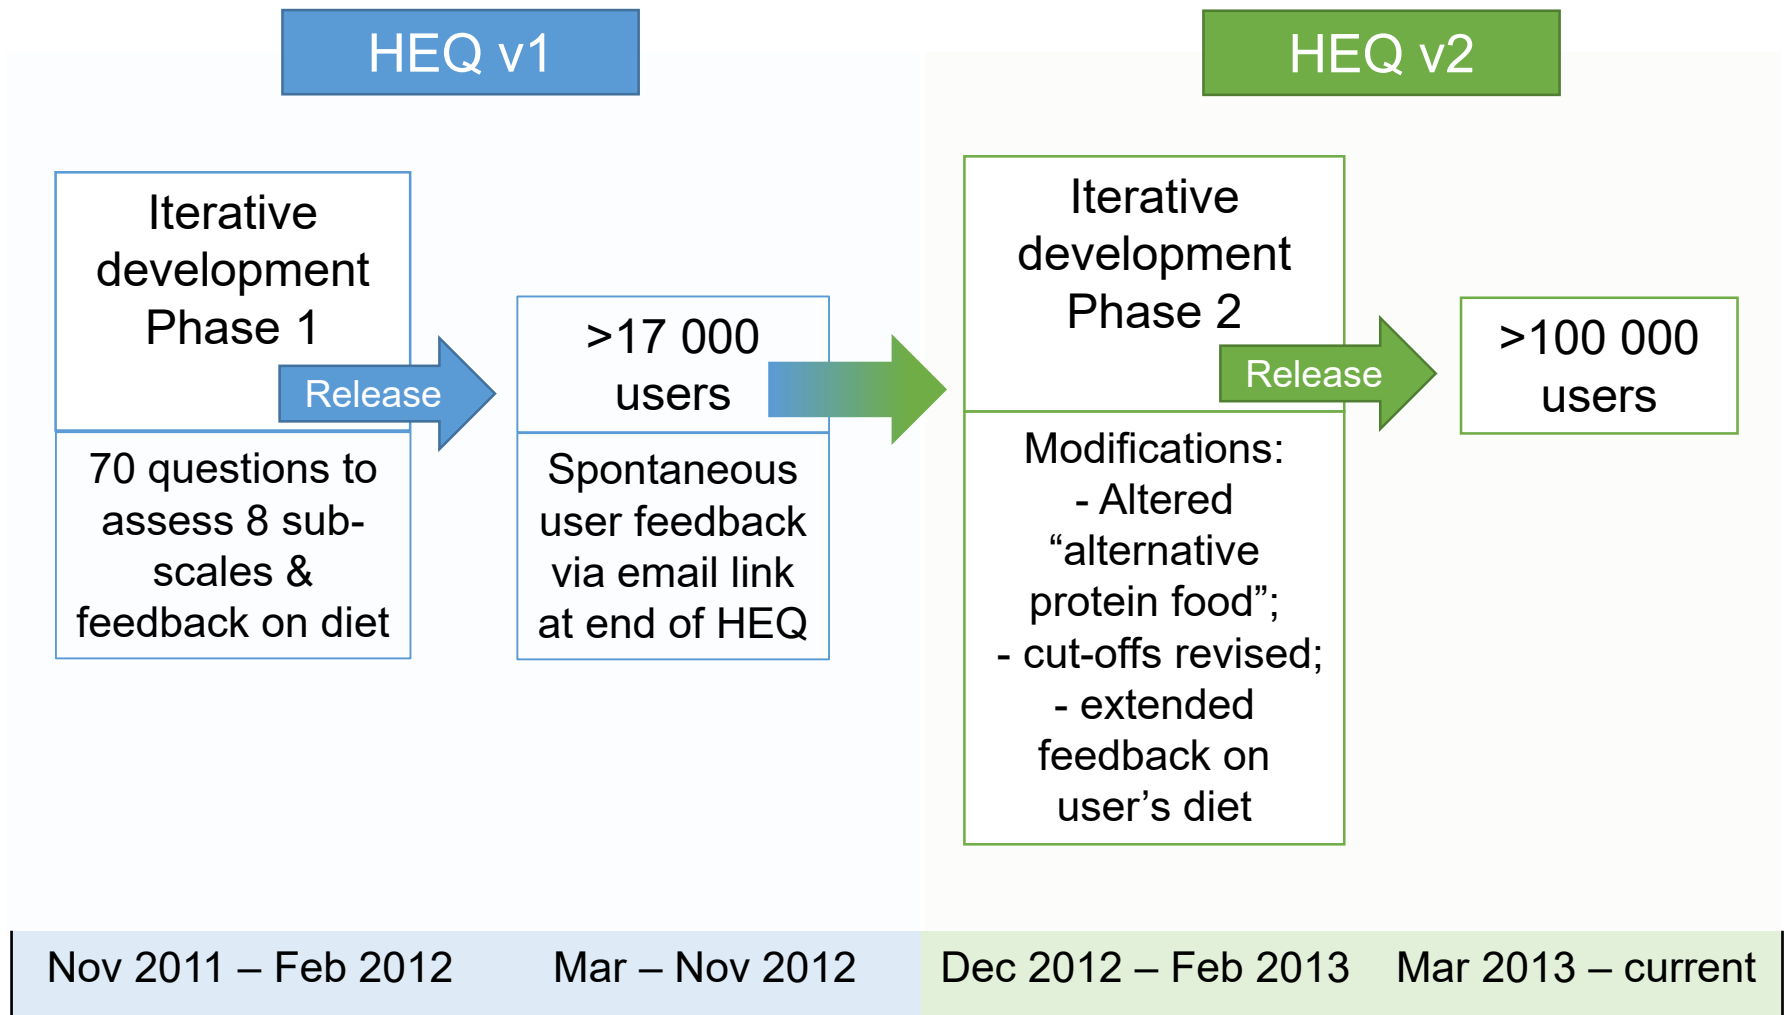 HEQ v1
HEQ v2
Iterative
development
Phase 1
Release
70 questions to
assess 8 sub-
scales &
feedback on diet
>17 000
users
Spontaneous
user feedback
via email link
at end of HEQ
Iterative
development
Phase 2
Release
Modifications:
- Altered
“alternative
protein food”;
- cut-offs revised;
- extended
feedback on
user’s diet
>100 000
users
Nov 2011 – Feb 2012
Mar – Nov 2012
Dec 2012 – Feb 2013
Mar 2013 – current